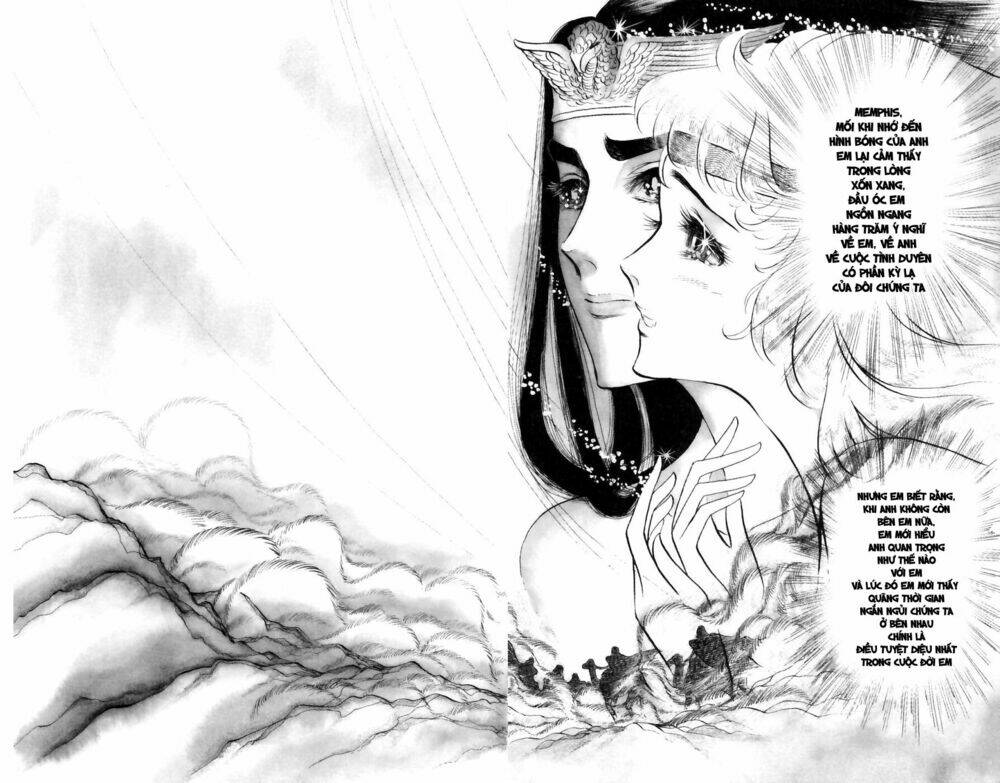 MEMPHIS,
MỖI KHI NHỚ ĐẾN
HÌNH BÓNG CỦA ANH
EM LẠI CẢM THẤY
TRONG LÒNG
XỐN XANG,
ĐẦU ÓC EM
NGỔN NGANG
HÀNG TRĂM Ý NGHĨ
VỀ EM, VỀ ANH
VỀ CUỘC TÌNH DUYÊN
CÓ PHẦN KỲ LẠ
CỦA ĐÔI CHÚNG TA
NHƯNG EM BIẾT RẰNG,
KHI ANH KHÔNG CÒN
BÊN EM NỮA,
EM MỚI HIỂU
ANH QUAN TRỌNG
NHƯ THẾ NÀO
VỚI EM
VÀ LÚC ĐÓ EM MỚI THẤY
QUÃNG THỜI GIAN
NGẮN NGỦI CHÚNG TA
Ở BÊN NHAU
CHÍNH LÀ
ĐIỀU TUYỆT DIỆU NHẤT
TRONG CUỘC ĐỜI EM